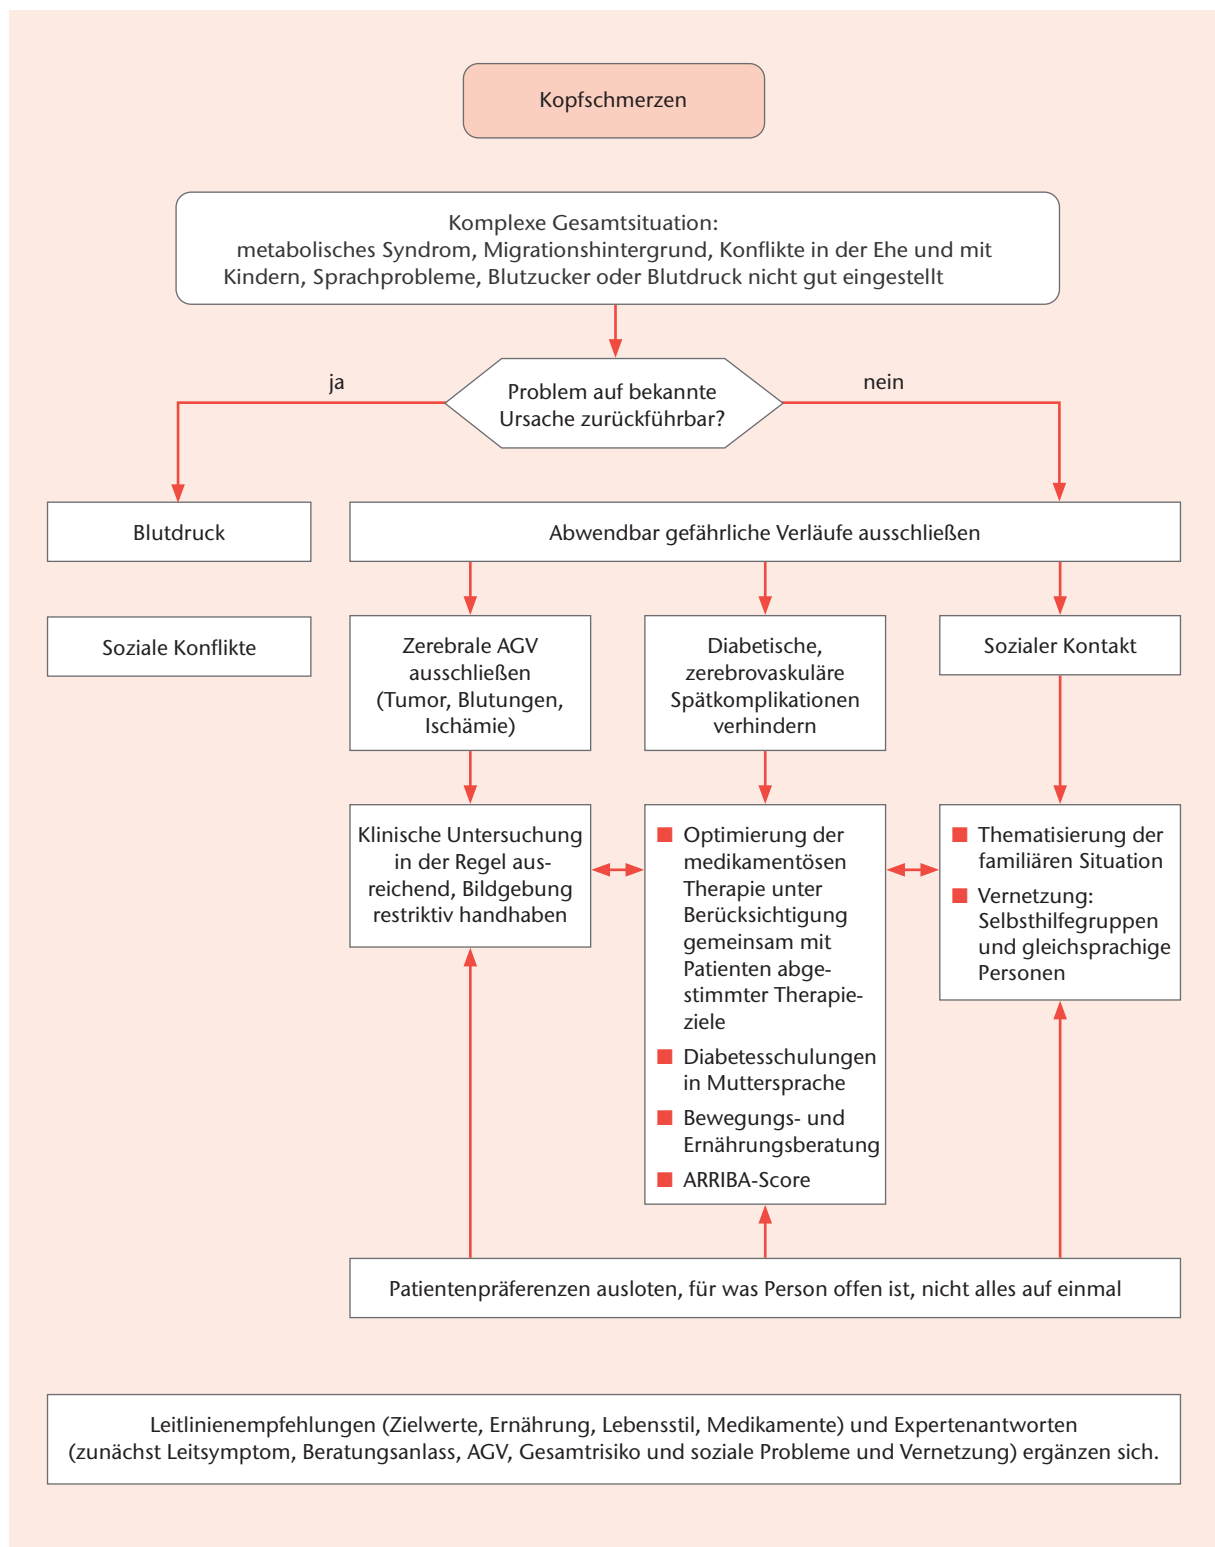 Kopfschmerzen
Komplexe Gesamtsituation:
metabolisches Syndrom, Migrationshintergrund, Konflikte in der Ehe und mit
Kindern, Sprachprobleme, Blutzucker oder Blutdruck nicht gut eingestellt
ja
Problem auf bekannte
Ursache zurückführbar?
nein
Blutdruck
Abwendbar gefährliche Verläufe ausschließen
Soziale Konflikte
Zerebrale AGV
ausschließen
(Tumor, Blutungen,
Ischämie)
Diabetische,
zerebrovaskuläre
Spätkomplikationen
verhindern
Sozialer Kontakt
Klinische Untersuchung
in der Regel aus-
reichend, Bildgebung
restriktiv handhaben
Optimierung der
medikamentösen
Therapie unter
Berücksichtigung
gemeinsam mit
Patienten abge-
stimmter Therapie-
ziele
Diabetesschulungen
in Muttersprache
Bewegungs- und
Ernährungsberatung
ARRIBA-Score
Thematisierung der
familiären Situation
Vernetzung:
Selbsthilfegruppen
und gleichsprachige
Personen
Patientenpräferenzen ausloten, für was Person offen ist, nicht alles auf einmal
Leitlinienempfehlungen (Zielwerte, Ernährung, Lebensstil, Medikamente) und Expertenantworten
(zunächst Leitsymptom, Beratungsanlass, AGV, Gesamtrisiko und soziale Probleme und Vernetzung) ergänzen sich.